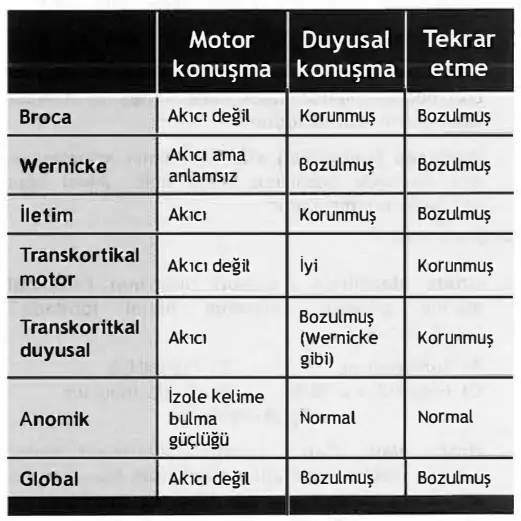 Motor konuşma Duyusal konuşma Tekrar etme
Broca Akıcı değil Korunmuş Bozulmuş
Wernicke Akıcı ama anlamsız Bozulmuş Bozulmuş
İletim Akıcı Korunmuş Bozulmuş
Transkortikal motor Akıcı değil İyi Korunmuş
Transkoritkal duyusal Akıcı Bozulmuş (Wernicke gibi) Korunmuş
Anomik İzole kelime bulma güçlüğü Normal Normal
Global Akıcı değil Bozulmuş Bozulmuş